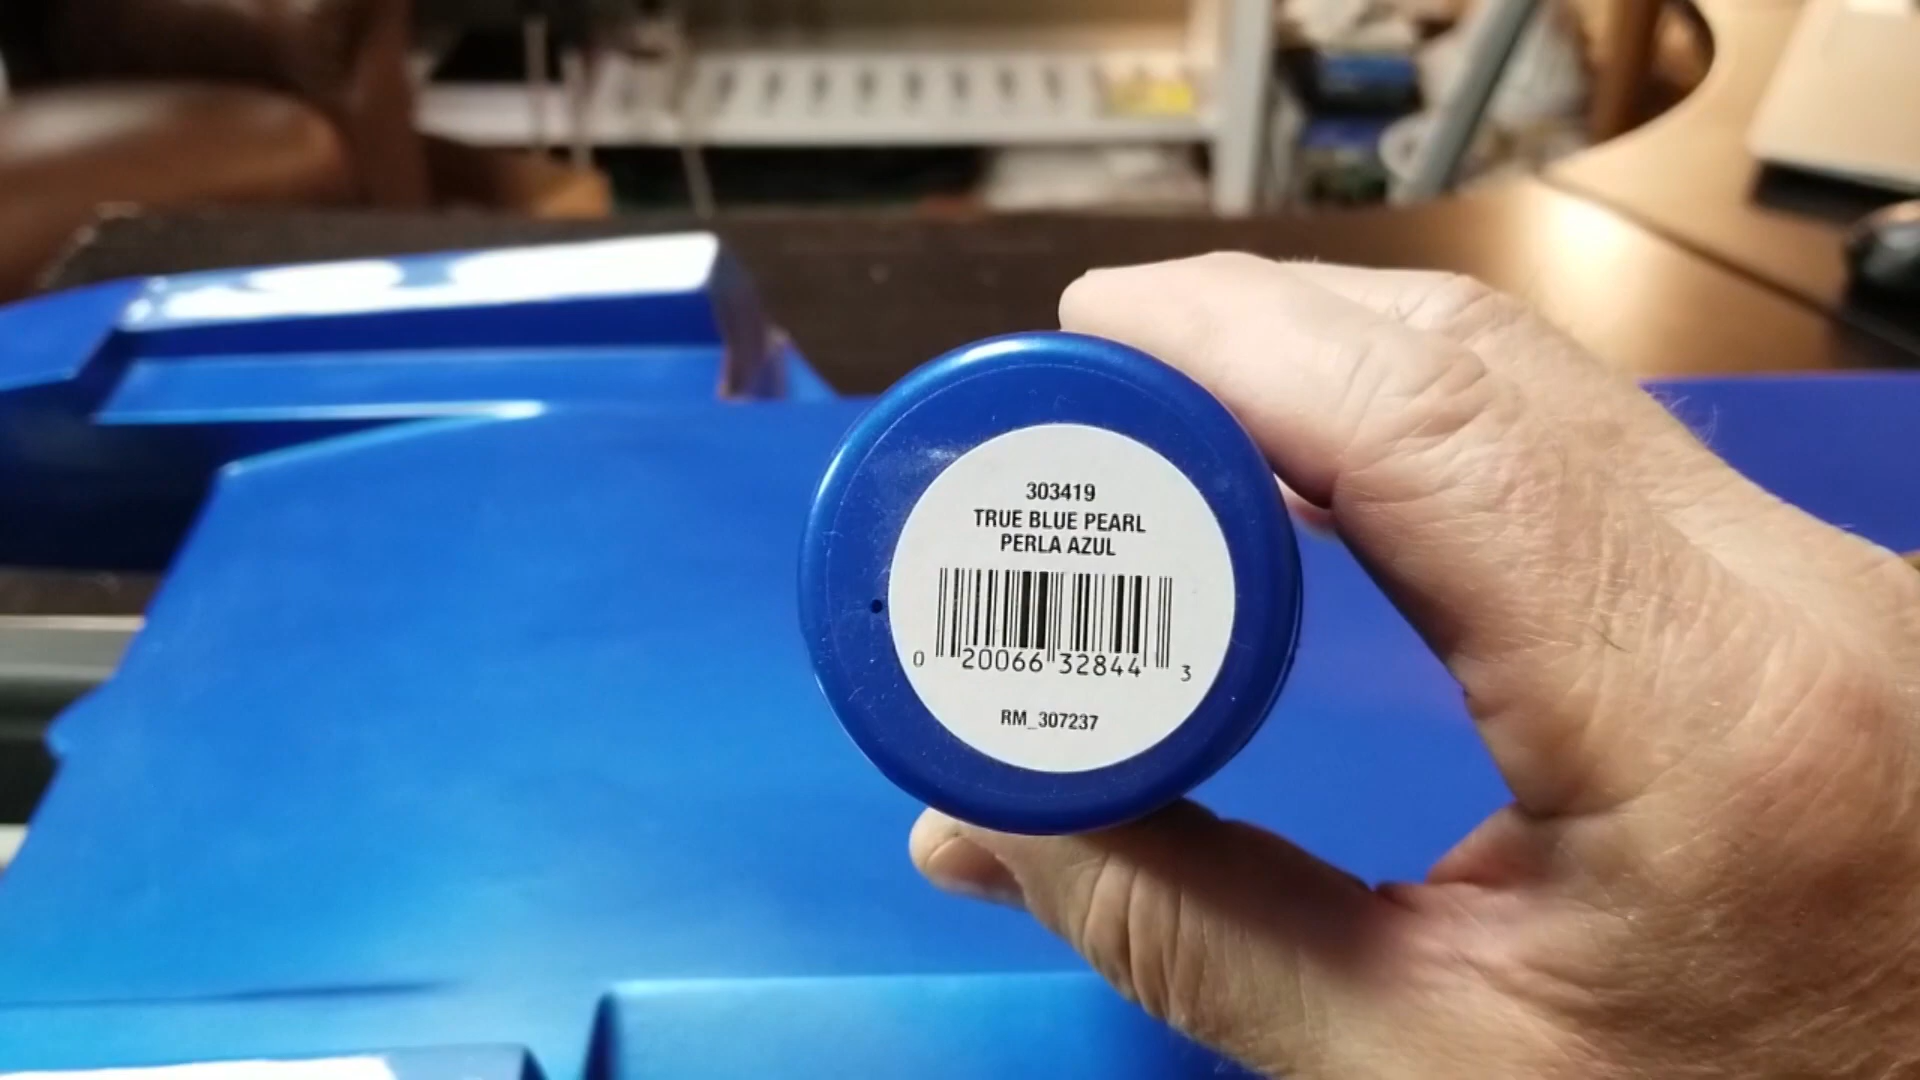 303419
TRUE BLUE PEARL
PERLA AZUL
0 20066 32844 3
RM_307237